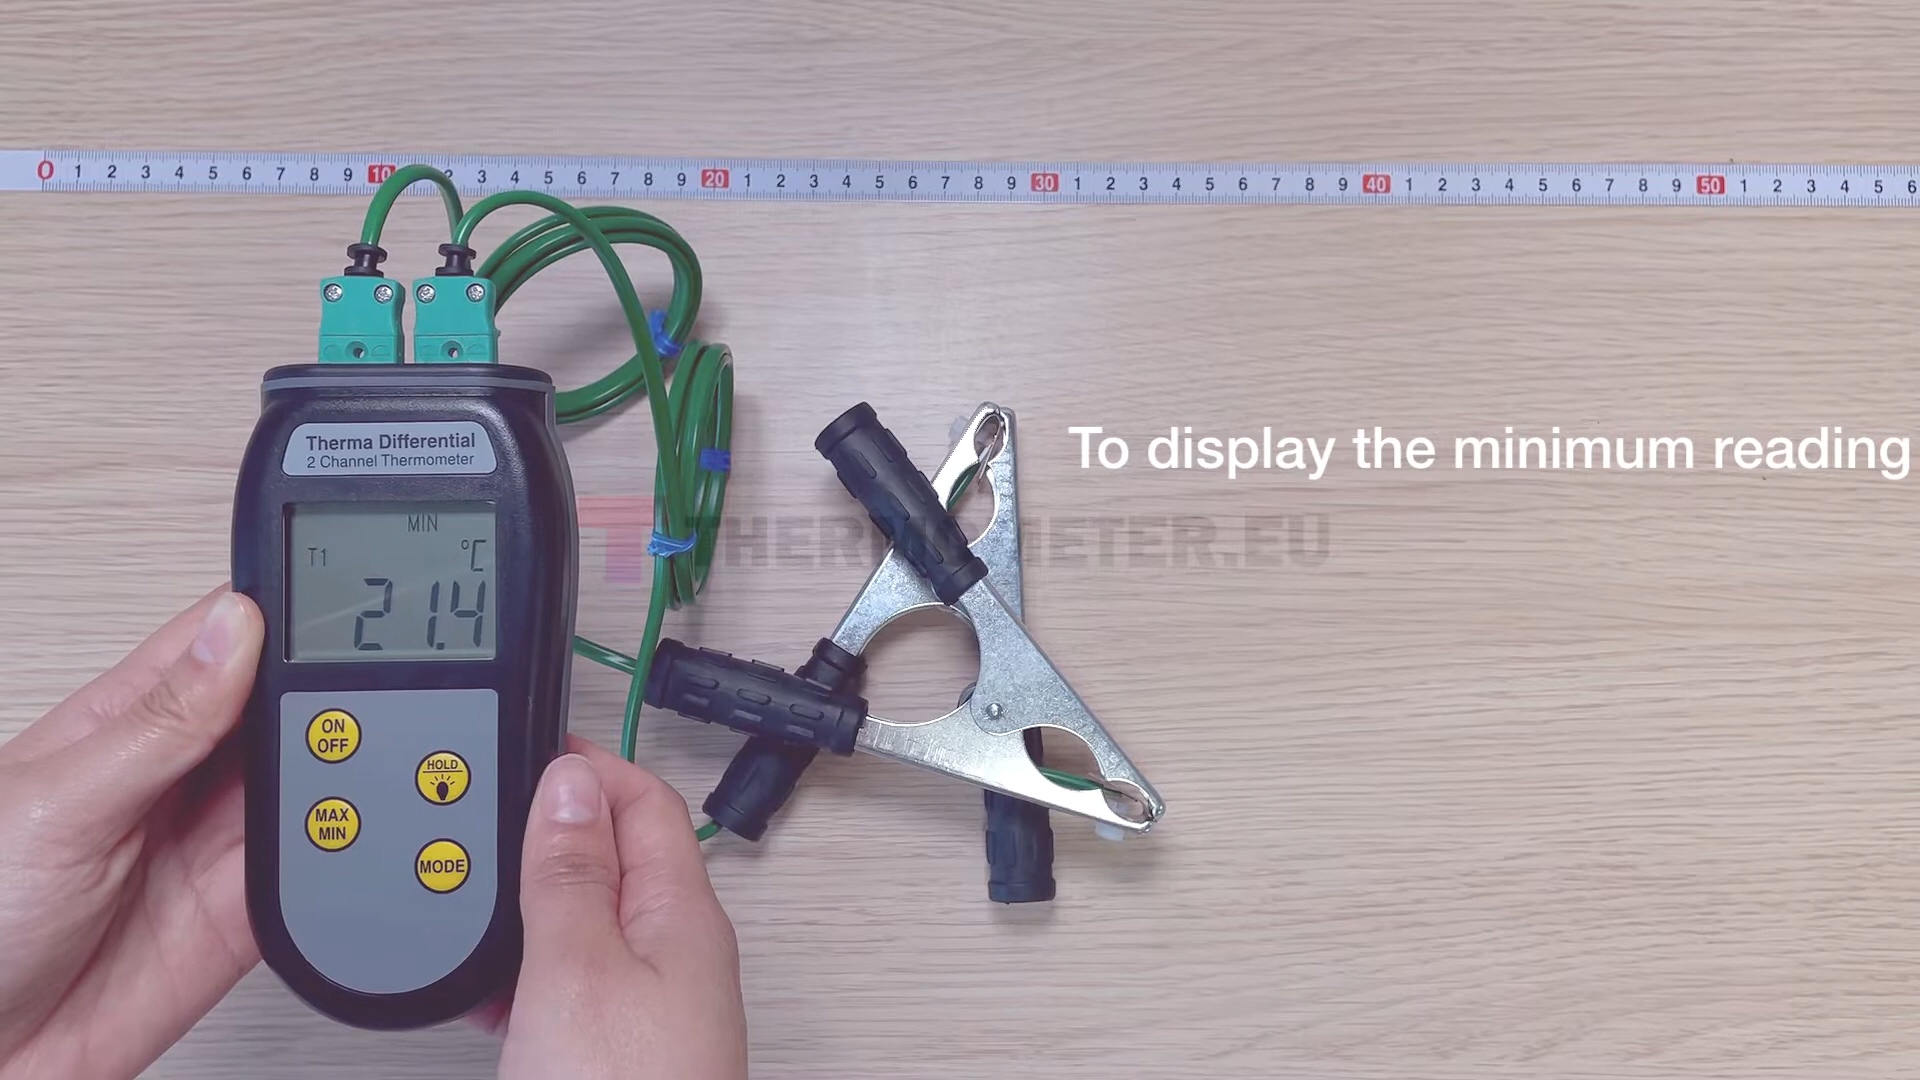 0 1 2 3 4 5 6 7 8 9 10 2 3 4 5 6 7 8 9 20 1 2 3 4 5 6 7 8 9 30 1 2 3 4 5 6 7 8 9 40 1 2 3 4 5 6 7 8 9 50 1 2 3 4 5 6
Therma Differential
2 Channel Thermometer
To display the minimum reading
MIN
T1 °C
21.4
THERMOMETER.EU
ON
OFF
HOLD
MAX
MIN
MODE